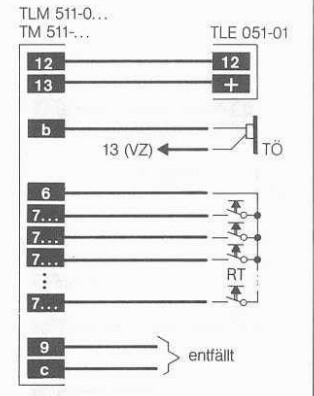 TLM 511-0...
TM 511-...
TLE 051-01
12 12
13 +
b
13 (VZ) TÖ
6
7...
7...
7...
RT
7...
9
entfällt
c